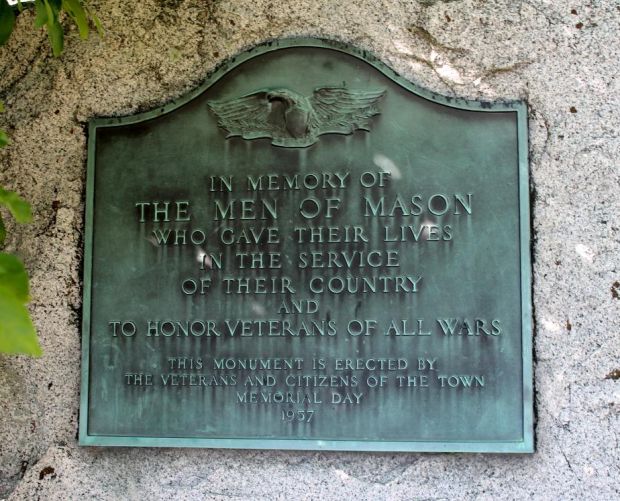 IN MEMORY OF
THE MEN OF MASON
WHO GAVE THEIR LIVES
IN THE SERVICE
OF THEIR COUNTRY
AND
TO HONOR VETERANS OF ALL WARS
THIS MONUMENT IS ERECTED BY
THE VETERANS AND CITIZENS OF THE TOWN
MEMORIAL DAY
1957